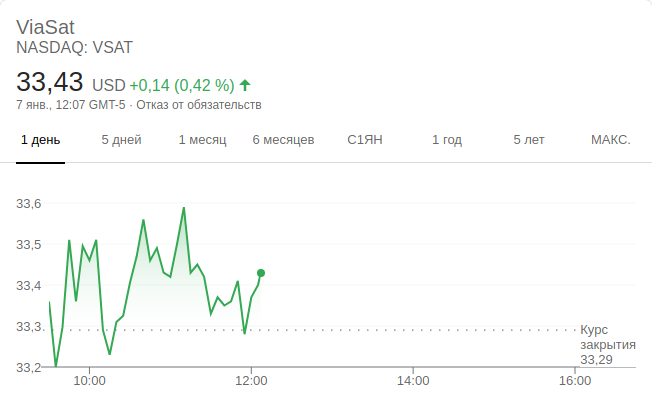 ViaSat
NASDAQ: VSAT
33,43 USD +0,14 (0,42 %)
7 янв., 12:07 GMT-5 · Отказ от обязательств
1 день 5 дней 1 месяц 6 месяцев С1ЯН 1 год 5 лет МАКС.
33,6
33,5
33,4
33,3
33,2
Курс
закрытия
33,29
10:00 12:00 14:00 16:00